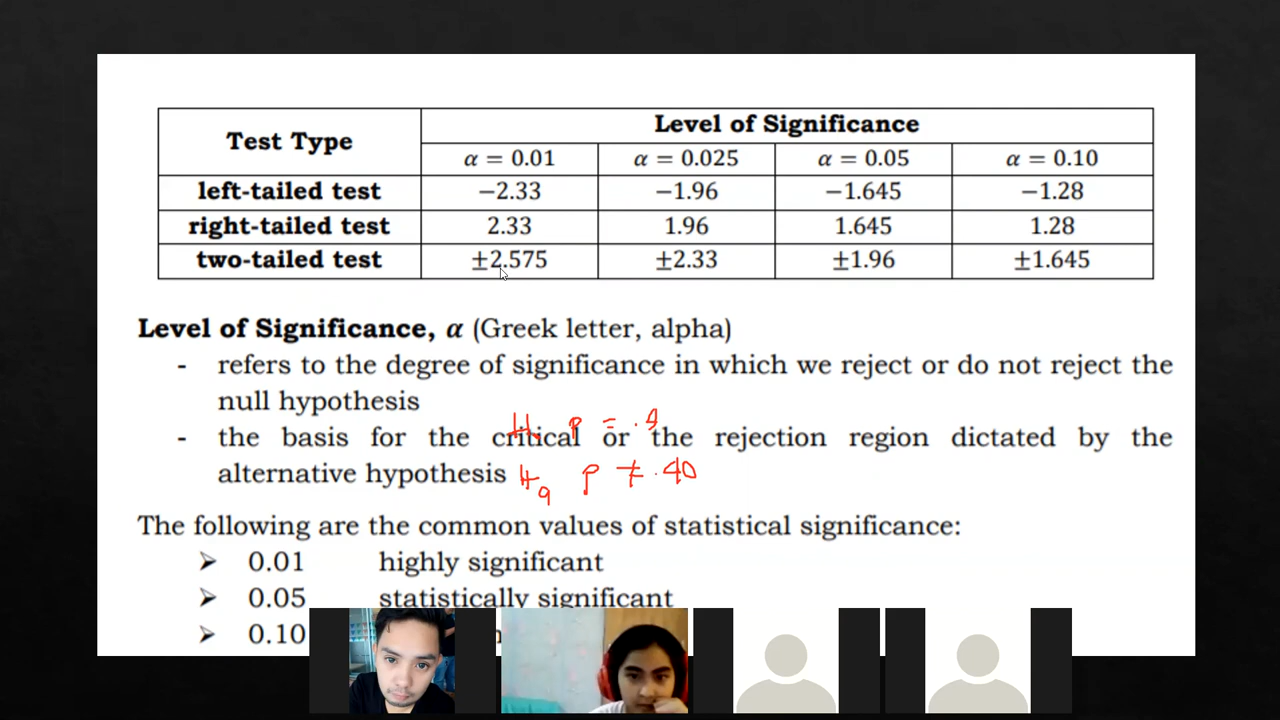 Test Type Level of Significance
α = 0.01 α = 0.025 α = 0.05 α = 0.10
left-tailed test −2.33 −1.96 −1.645 −1.28
right-tailed test 2.33 1.96 1.645 1.28
two-tailed test ±2.575 ±2.33 ±1.96 ±1.645
Level of Significance, α (Greek letter, alpha)
- refers to the degree of significance in which we reject or do not reject the
null hypothesis
H P = .4
- the basis for the critical or the rejection region dictated by the
alternative hypothesis
Ha p ≠ .40
The following are the common values of statistical significance:
➢ 0.01 highly significant
➢ 0.05 statistically significant
➢ 0.10